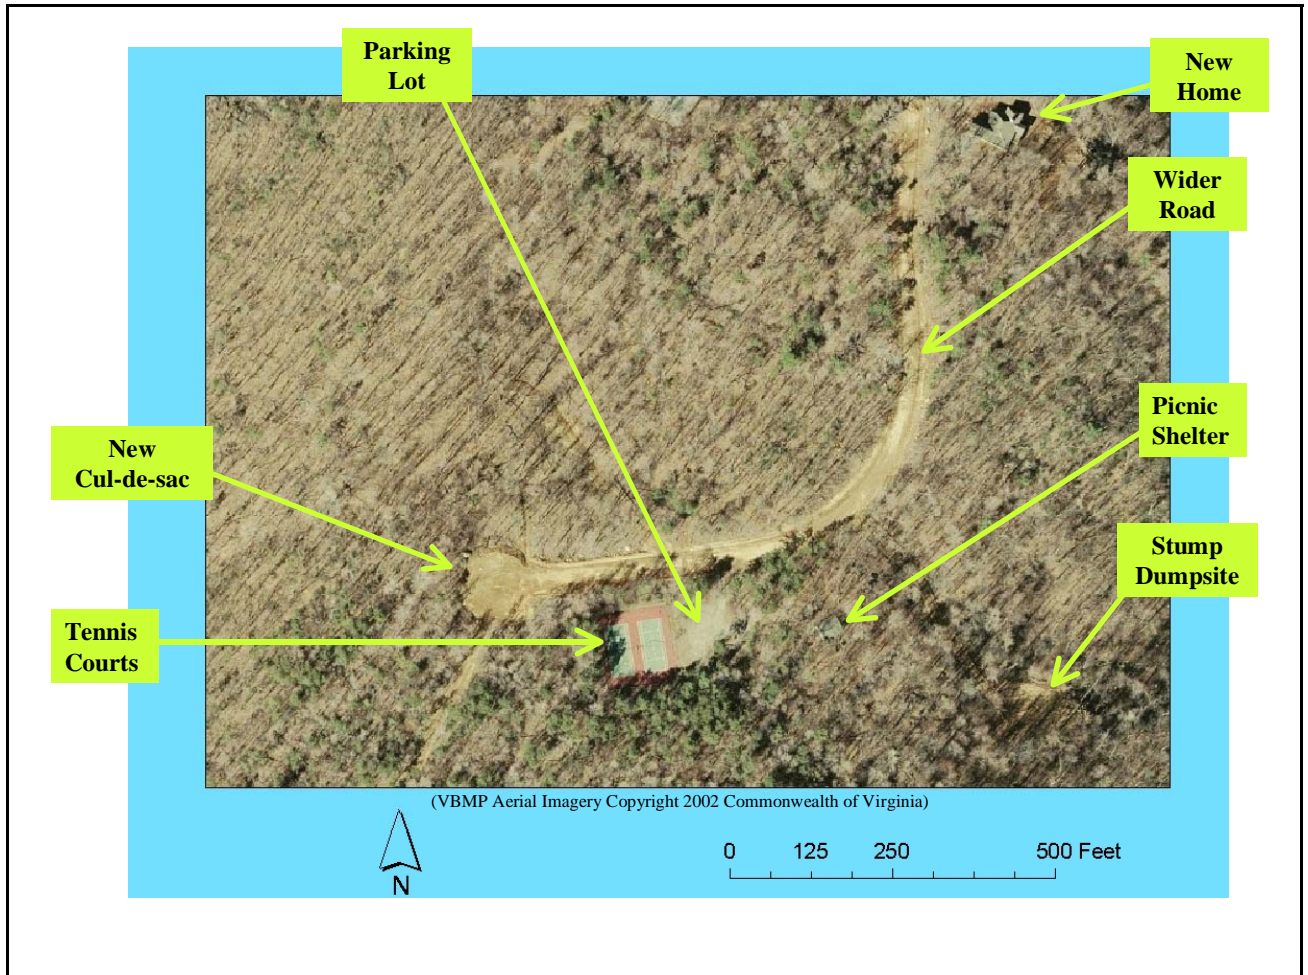 Parking
Lot
New
Home
Wider
Road
Picnic
Shelter
New
Cul-de-sac
Stump
Dumpsite
Tennis
Courts
(VBMP Aerial Imagery Copyright 2002 Commonwealth of Virginia)
0 125 250 500 Feet
N